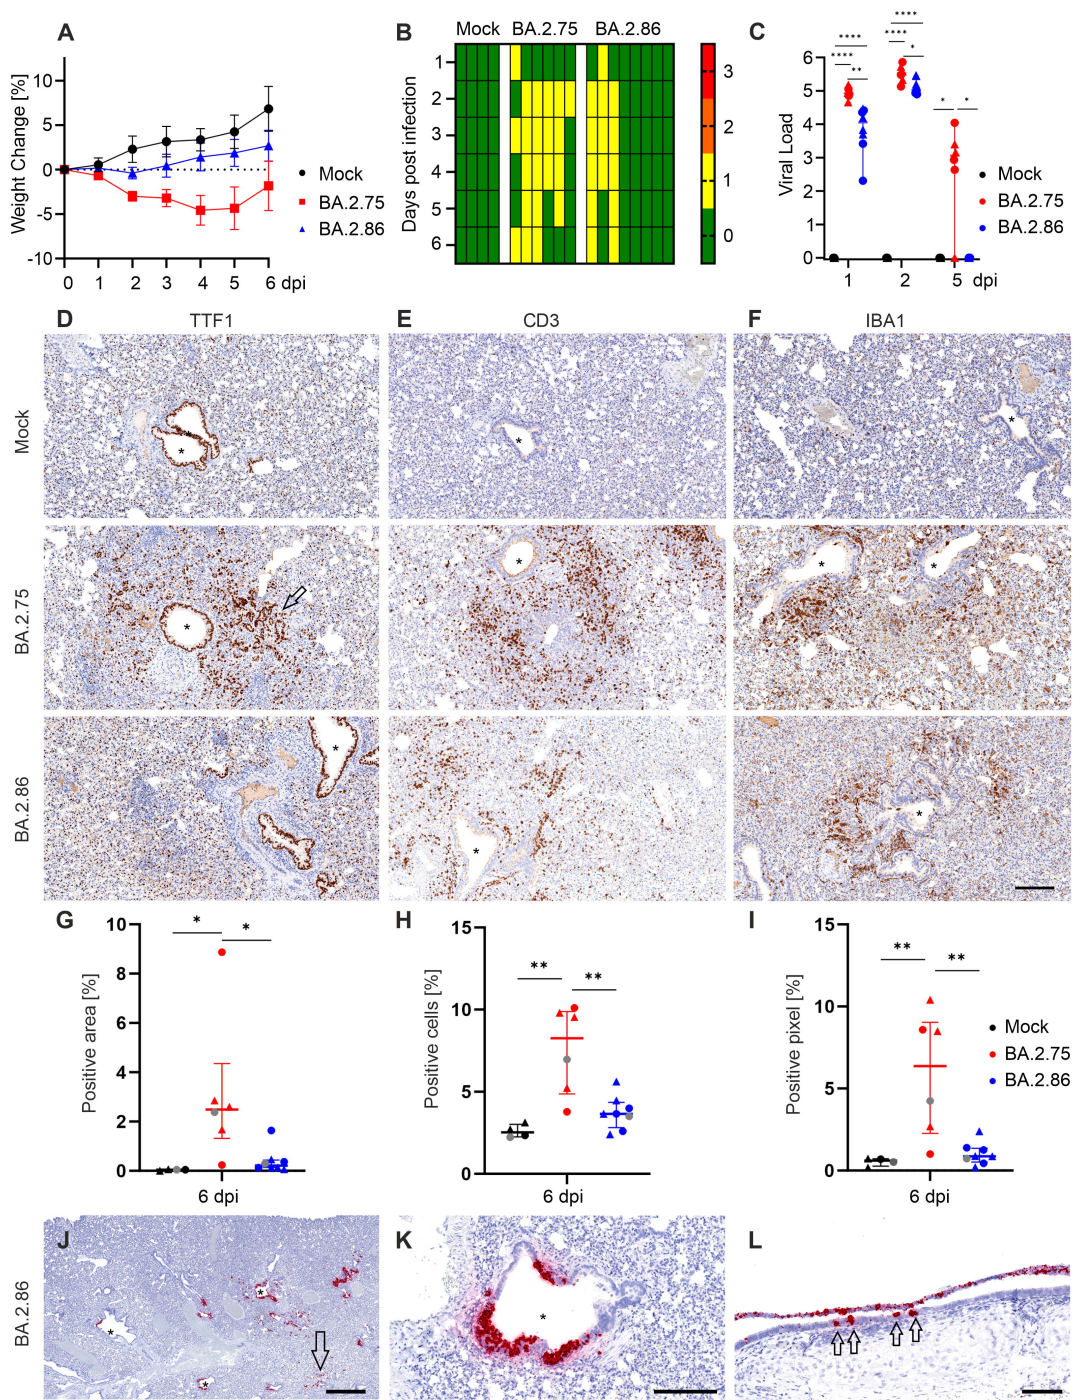 A
Weight Change [%]
10
5
0
-5
-10
0 1 2 3 4 5 6 dpi
Mock
BA.2.75
BA.2.86
B
Mock BA.2.75 BA.2.86
Days post infection
1
2
3
4
5
6
3
2
1
0
C
Viral Load
6
5
4
3
2
1
0
1 2 5 dpi
**** **** **
**** **** *
* *
Mock
BA.2.75
BA.2.86
D TTF1
E CD3
F IBA1
Mock
* *
*
*
BA.2.75
*
*
* *
BA.2.86
*
*
*
G
Positive area [%]
10
8
6
4
2
0
* *
6 dpi
H
Positive cells [%]
15
10
5
0
** **
6 dpi
I
Positive pixel [%]
15
10
5
0
** **
6 dpi
Mock
BA.2.75
BA.2.86
BA.2.86
J
* * *
K
*
L